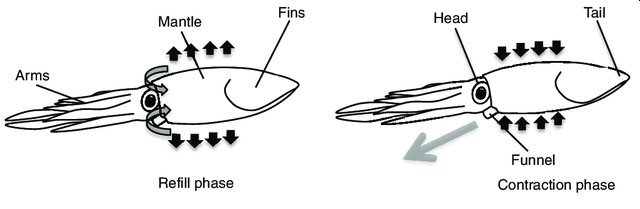 Mantle
Fins
Arms
Refill phase
Head
Tail
Funnel
Contraction phase